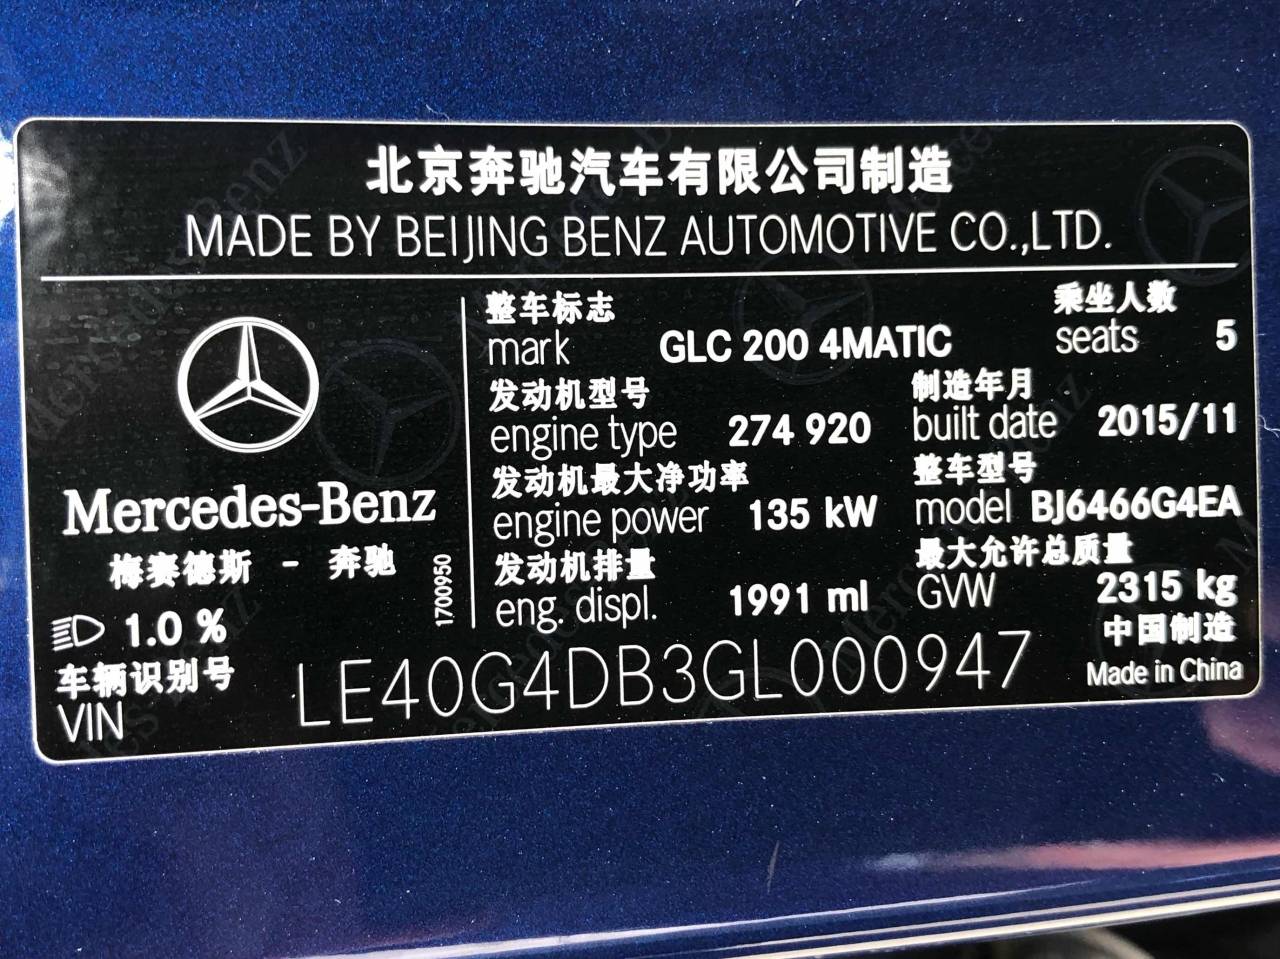 北京奔驰汽车有限公司制造
MADE BY BEIJING BENZ AUTOMOTIVE CO.,LTD.
Mercedes-Benz
梅赛德斯 - 奔驰
1.0 %
1700950
整车标志
mark GLC 200 4MATIC
乘坐人数
seats 5
发动机型号
engine type 274 920
制造年月
built date 2015/11
发动机最大净功率
engine power 135 kW
整车型号
model BJ6466G4EA
发动机排量
eng. displ. 1991 ml
最大允许总质量
GVW 2315 kg
中国制造
Made in China
车辆识别号
VIN LE40G4DB3GL000947